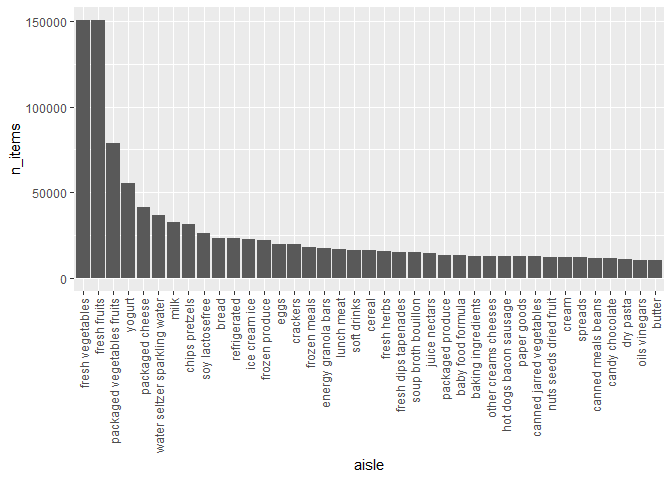 150000
100000
50000
0
n_items
fresh vegetables
fresh fruits
packaged vegetables fruits
yogurt
packaged cheese
water seltzer sparkling water
milk
chips pretzels
soy lactosefree
bread
refrigerated
ice cream ice
frozen produce
eggs
crackers
frozen meals
energy granola bars
lunch meat
soft drinks
cereal
fresh herbs
fresh dips tapenades
soup broth bouillon
juice nectars
packaged produce
baby food formula
baking ingredients
other creams cheeses
hot dogs bacon sausage
paper goods
canned jarred vegetables
nuts seeds dried fruit
cream
spreads
canned meals beans
candy chocolate
dry pasta
oils vinegars
butter
aisle